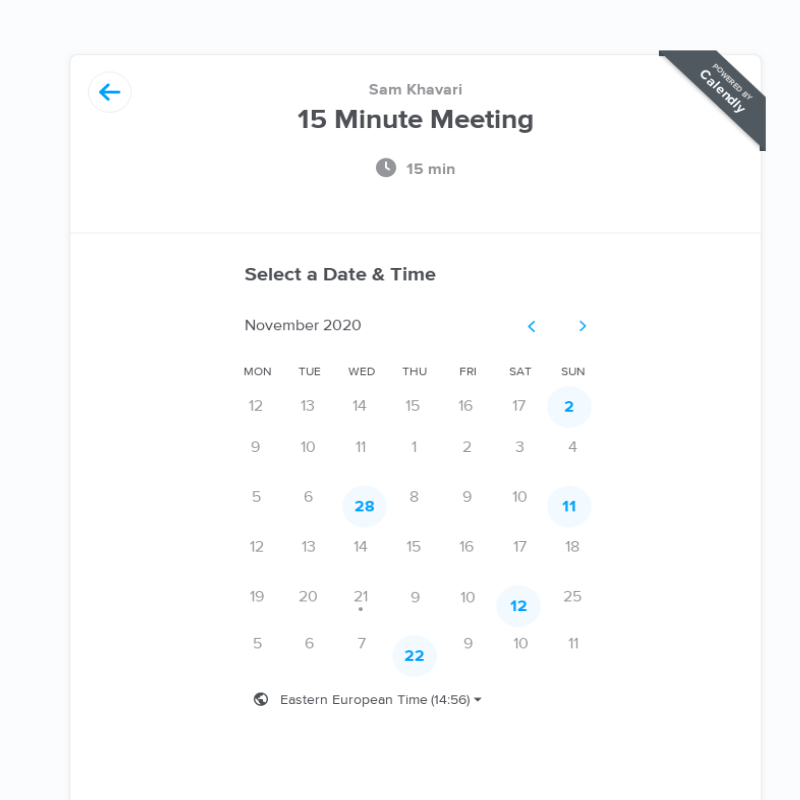 POWERED BY
Calendly
Sam Khavari
15 Minute Meeting
15 min
Select a Date & Time
November 2020
MON TUE WED THU FRI SAT SUN
12 13 14 15 16 17 2
9 10 11 1 2 3 4
5 6 28 8 9 10 11
12 13 14 15 16 17 18
19 20 21 9 10 12 25
5 6 7 22 9 10 11
Eastern European Time (14:56)